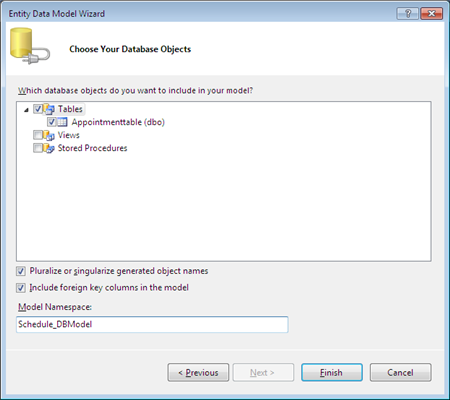 Entity Data Model Wizard
Choose Your Database Objects
Which database objects do you want to include in your model?
Tables
Appointmenttable (dbo)
Views
Stored Procedures
Pluralize or singularize generated object names
Include foreign key columns in the model
Model Namespace:
Schedule_DBModel
< Previous
Next >
Finish
Cancel